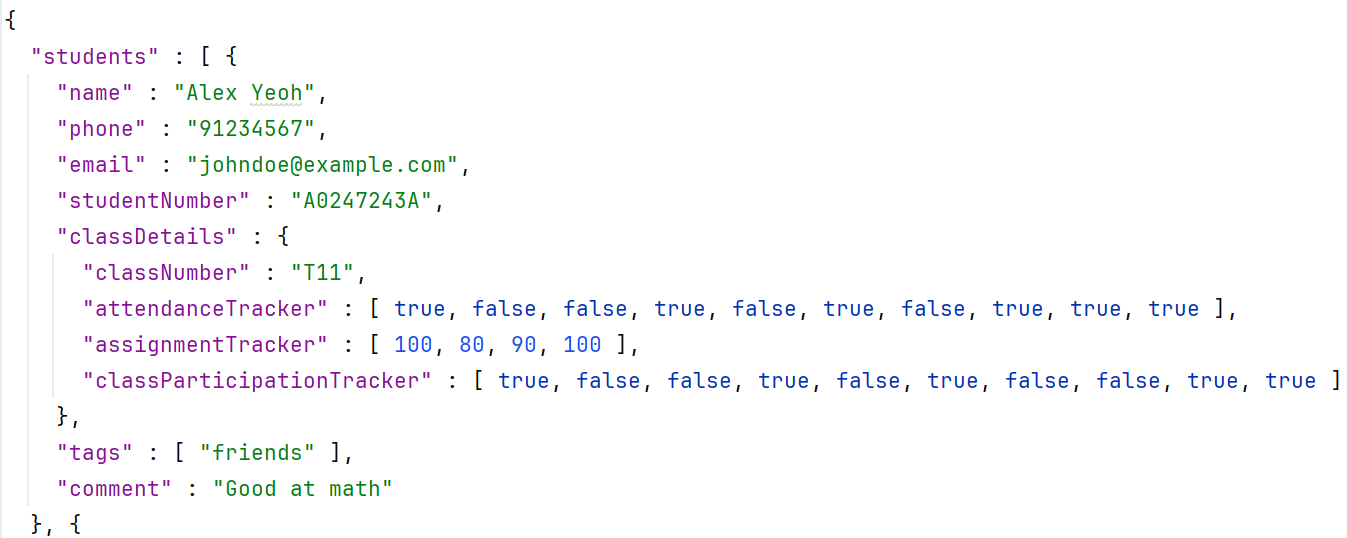 {
"students" : [ {
"name" : "Alex Yeoh",
"phone" : "91234567",
"email" : "johndoe@example.com",
"studentNumber" : "A0247243A",
"classDetails" : {
"classNumber" : "T11",
"attendanceTracker" : [ true, false, false, true, false, true, false, true, true, true ],
"assignmentTracker" : [ 100, 80, 90, 100 ],
"classParticipationTracker" : [ true, false, false, true, false, true, false, false, true, true ]
},
"tags" : [ "friends" ],
"comment" : "Good at math"
}, {